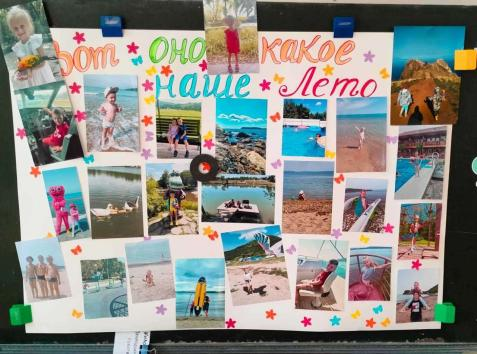 вот оно какое
наше Лето